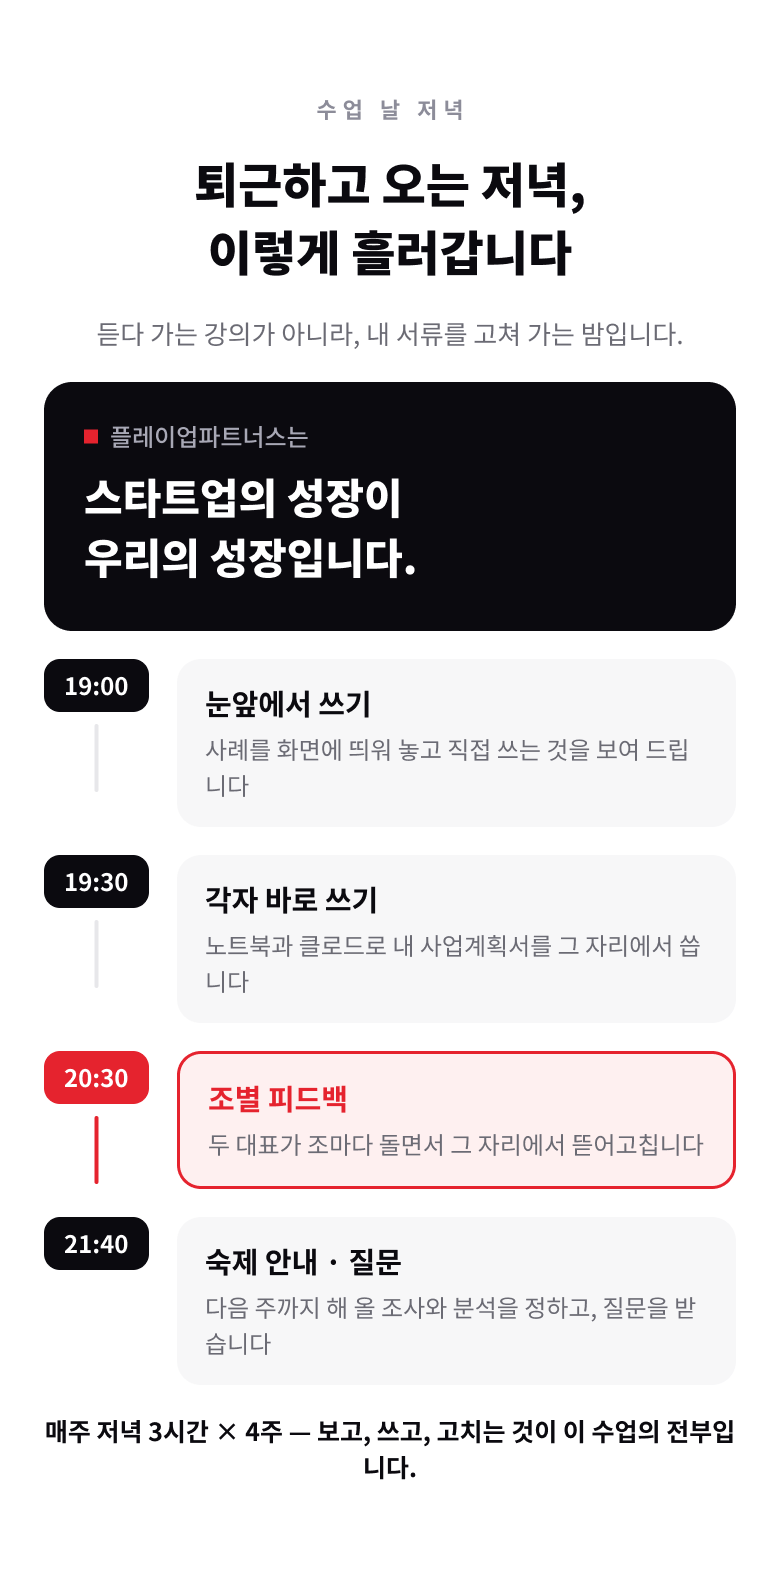 수업 날 저녁
퇴근하고 오는 저녁,
이렇게 흘러갑니다
듣다 가는 강의가 아니라, 내 서류를 고쳐 가는 밤입니다.
플레이업파트너스는
스타트업의 성장이
우리의 성장입니다.
19:00
눈앞에서 쓰기
사례를 화면에 띄워 놓고 직접 쓰는 것을 보여 드립
니다
19:30
각자 바로 쓰기
노트북과 클로드로 내 사업계획서를 그 자리에서 씁
니다
20:30
조별 피드백
두 대표가 조마다 돌면서 그 자리에서 뜯어고칩니다
21:40
숙제 안내 · 질문
다음 주까지 해 올 조사와 분석을 정하고, 질문을 받
습니다
매주 저녁 3시간 × 4주 — 보고, 쓰고, 고치는 것이 이 수업의 전부입
니다.